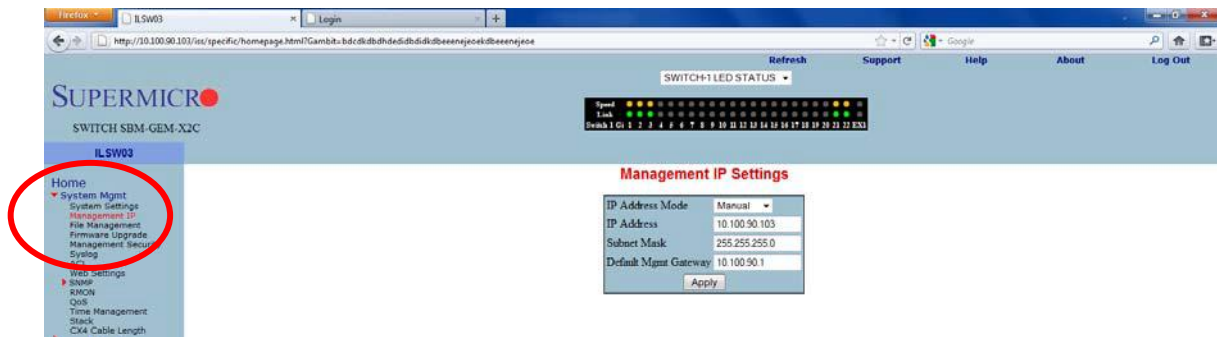 Firefox
ILSW03
Login
http://10.100.90.103/iss/specific/homepage.html?Gambit=bdcdkdbdhdedidbdidkdbeeenejeoekdbeeenejeoe
Google
Refresh Support Help About Log Out
SWITCH-1 LED STATUS
SUPERMICR
SWITCH SBM-GEM-X2C
Speed
Link
Switch 1 Gi 1 2 3 4 5 6 7 8 9 10 11 12 13 14 15 16 17 18 19 20 21 22 EX1
ILSW03
Home
System Mgmt
System Settings
Management IP
File Management
Firmware Upgrade
Management Security
Syslog
ACL
Web Settings
SNMP
RMON
QoS
Time Management
Stack
CX4 Cable Length
Management IP Settings
IP Address Mode Manual
IP Address 10.100.90.103
Subnet Mask 255.255.255.0
Default Mgmt Gateway 10.100.90.1
Apply